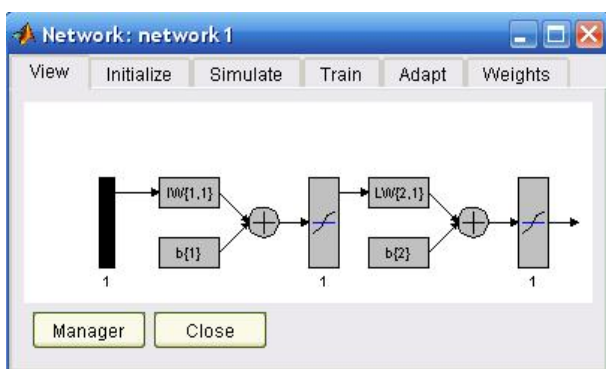 Network: network1
View Initialize Simulate Train Adapt Weights
IW{1,1} LW{2,1}
b{1} b{2}
1 1 1
Manager Close